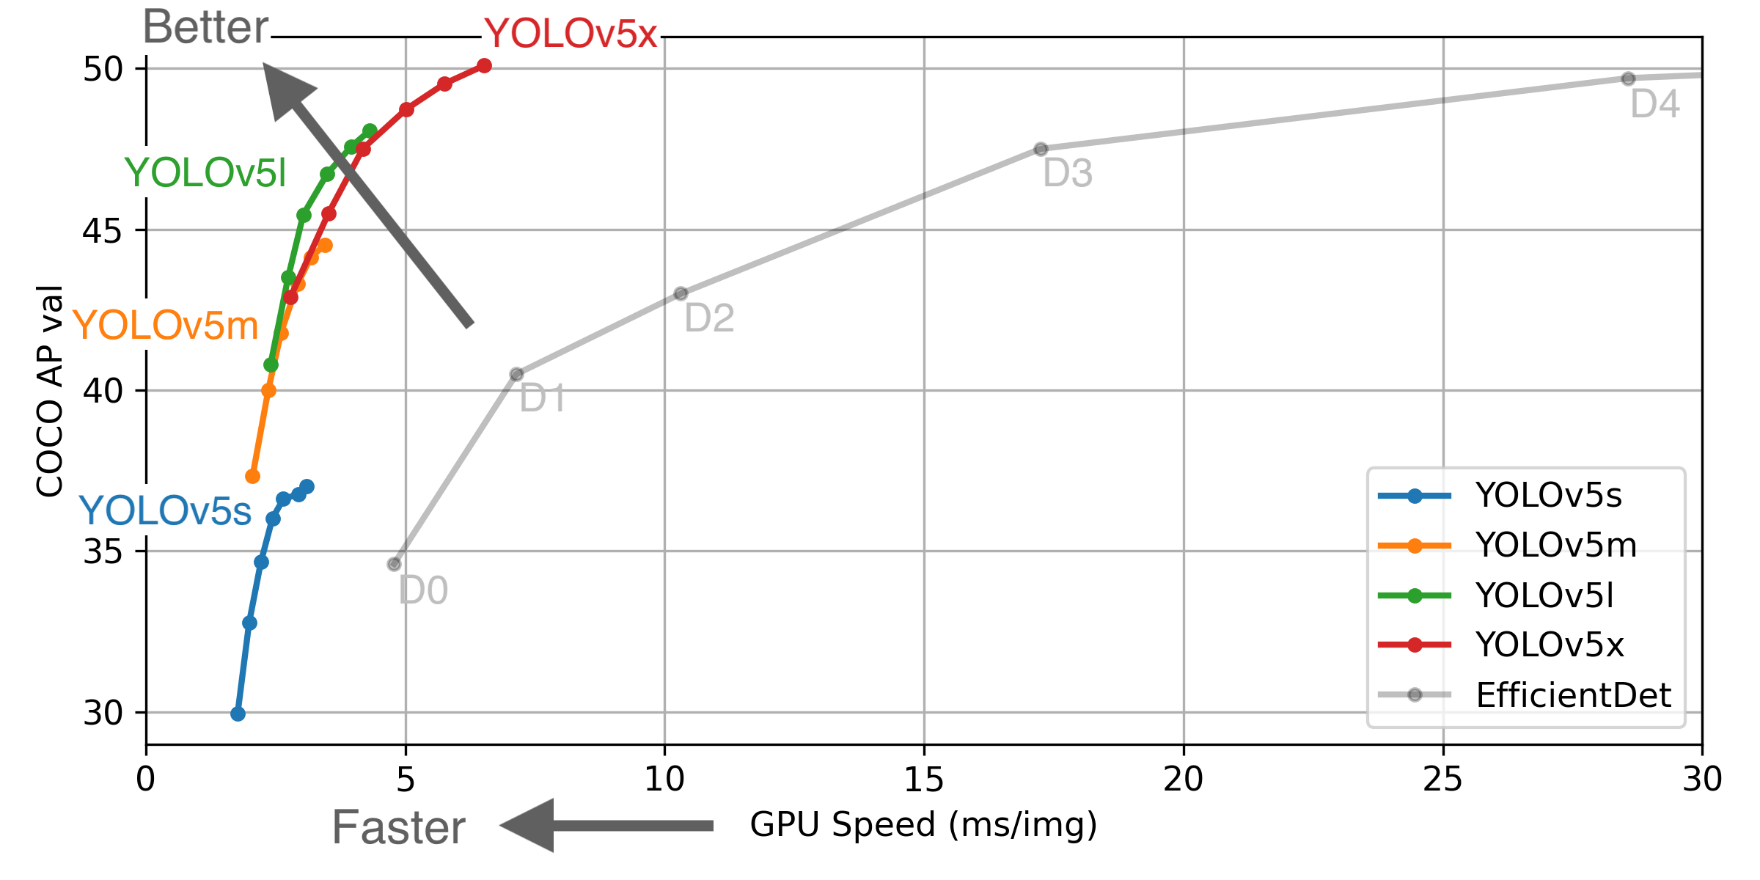 Better
YOLOv5x
50
D4
YOLOv5l
D3
45
COCO AP val
YOLOv5m
D2
40
D1
YOLOv5s
35
D0
30
YOLOv5s
YOLOv5m
YOLOv5l
YOLOv5x
EfficientDet
0 5 10 15 20 25 30
Faster GPU Speed (ms/img)